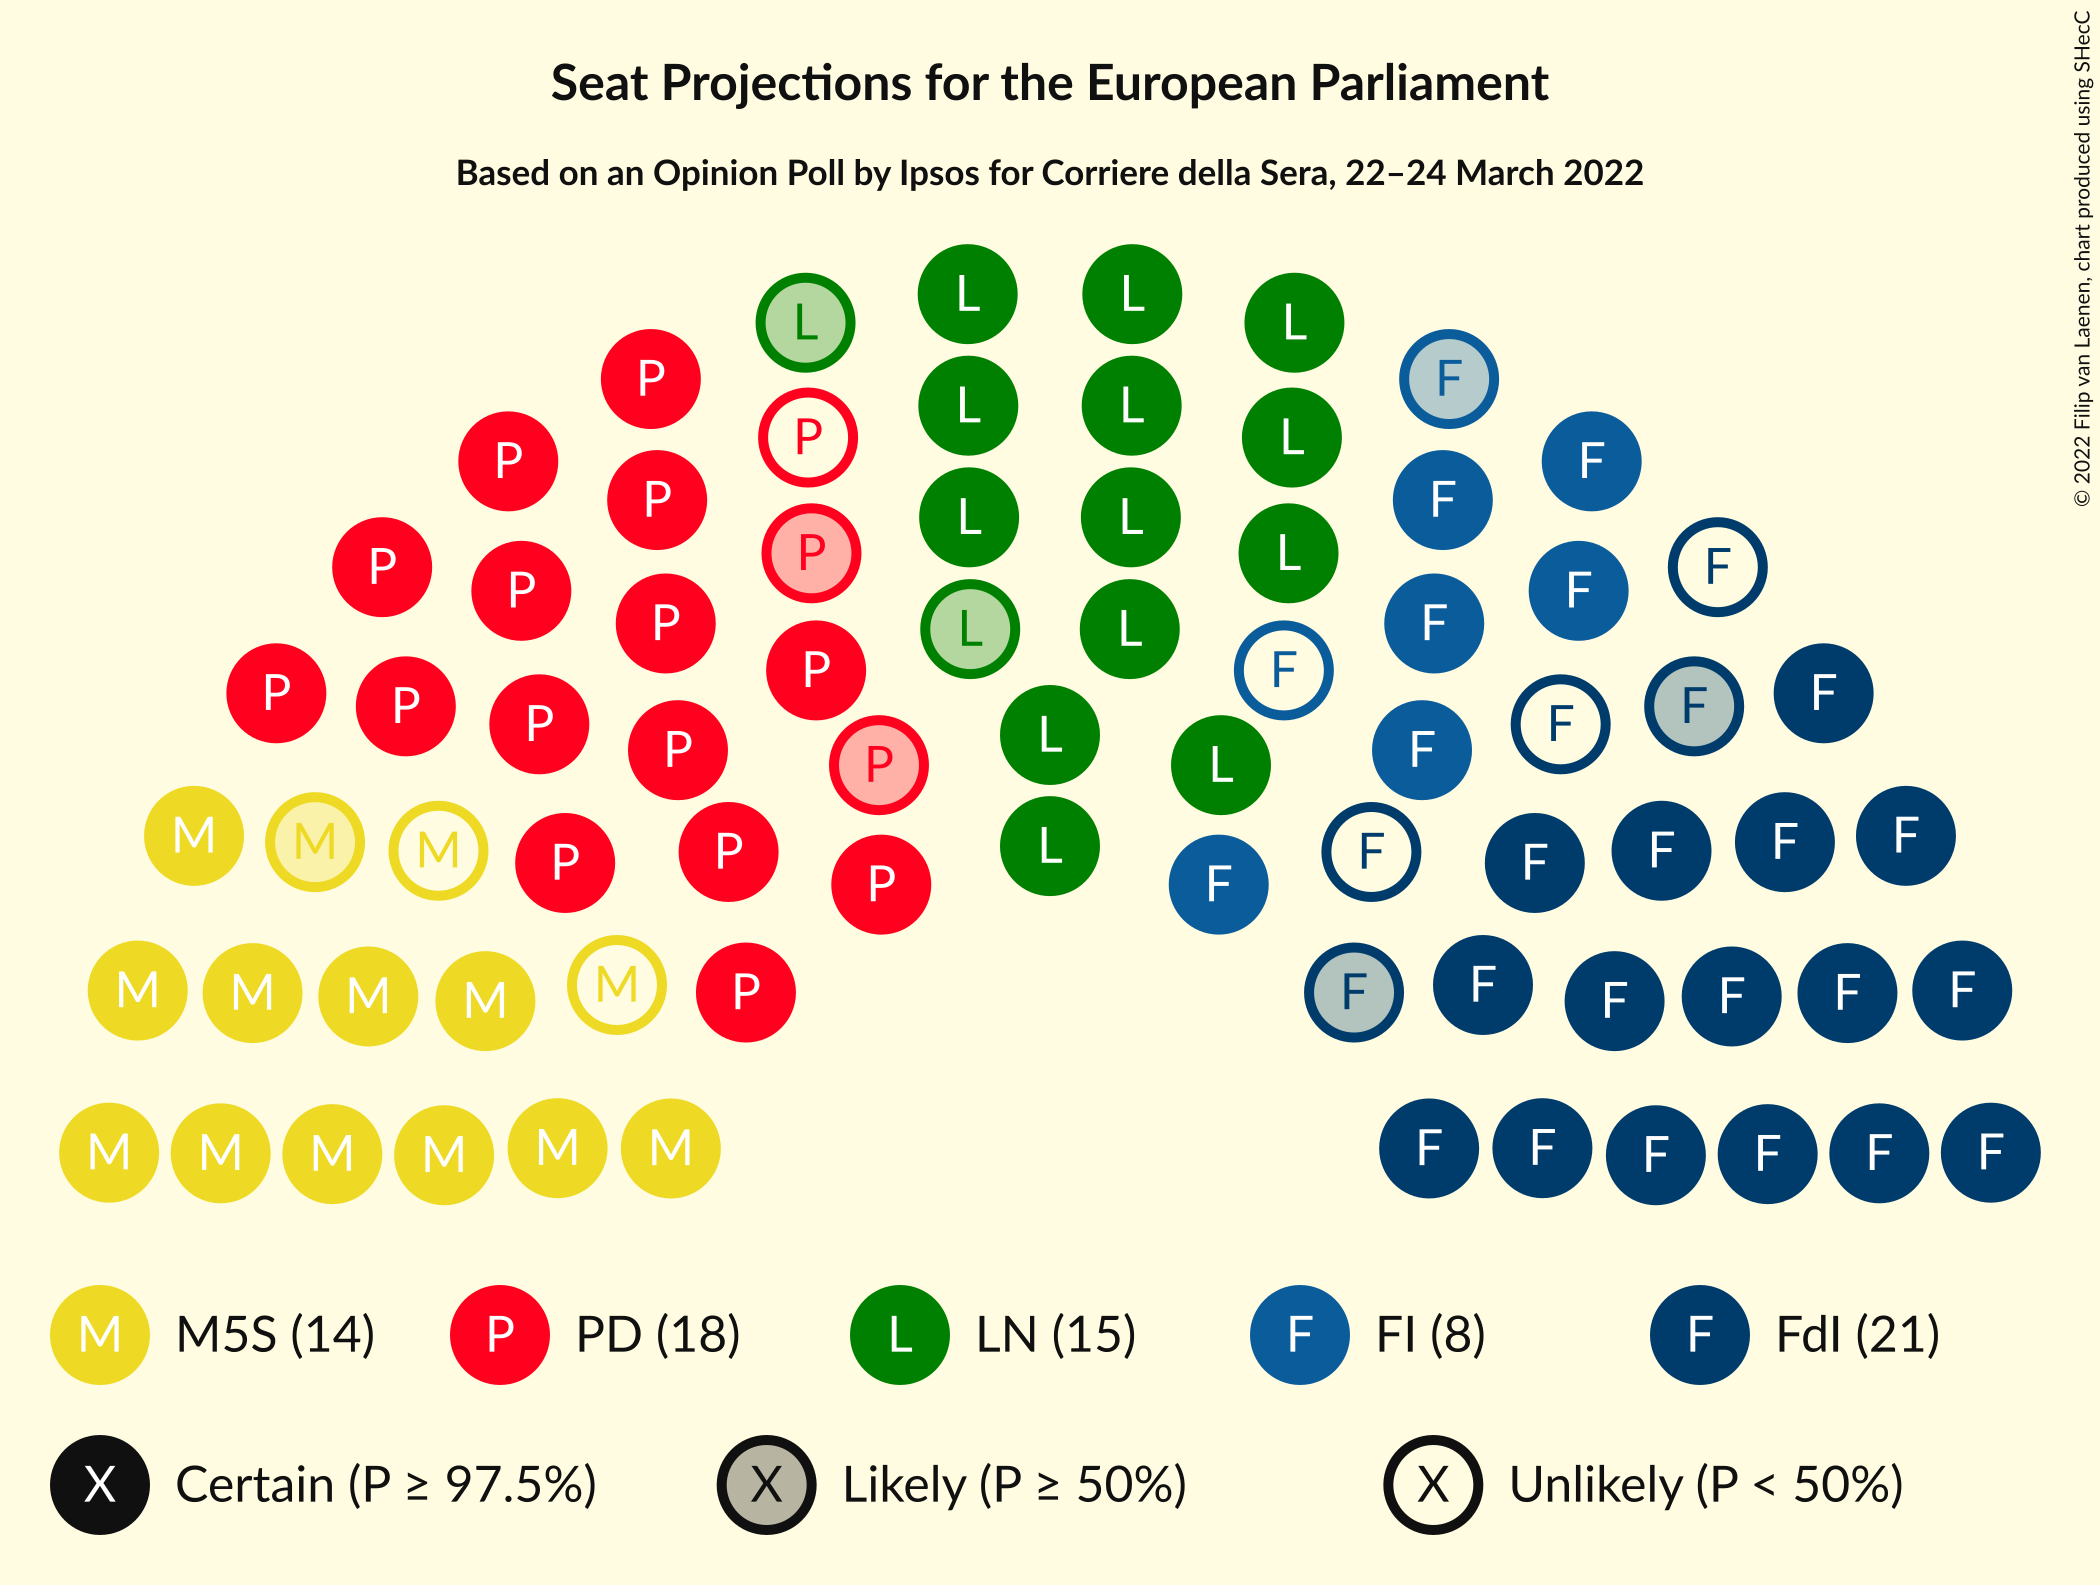 Seat Projections for the European Parliament
Based on an Opinion Poll by Ipsos for Corriere della Sera, 22–24 March 2022
© 2022 Filip van Laenen, chart produced using SHecC
L L
L L
F
P
L L
P L
P F F
P F
L L
P L
F
P
P F
L
P F
M
P F
L
P P P F F F
P F
L L
P F F
M M M F F F
P P F F
L
P F
M M M M F F F F
M P F F
M M M M M M F F F F F F
M M5S (14) P PD (18) L LN (15) F FI (8) F FdI (21)
X Certain (P ≥ 97.5%) X Likely (P ≥ 50%) X Unlikely (P < 50%)